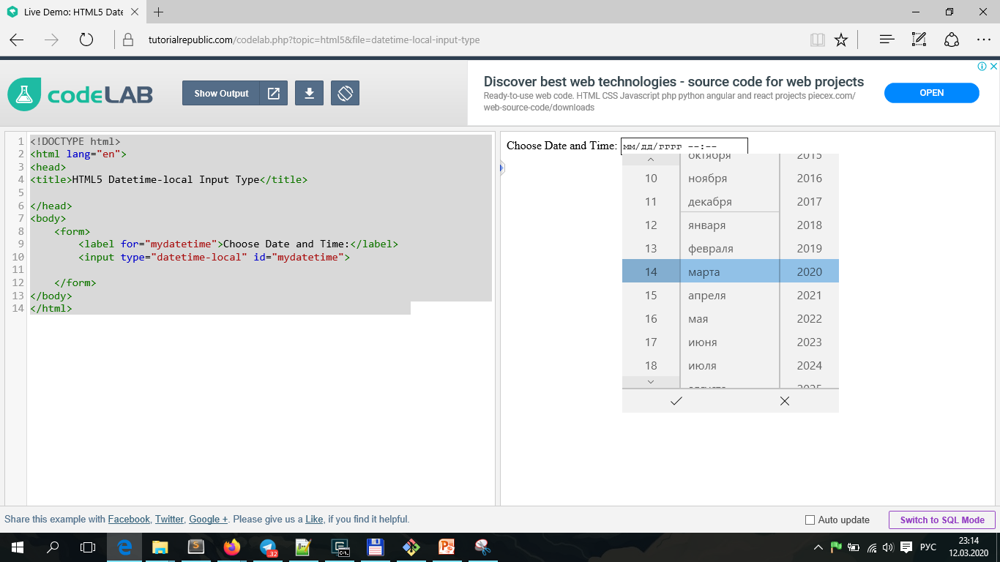 Live Demo: HTML5 Date
tutorialrepublic.com/codelab.php?topic=html5&file=datetime-local-input-type
codeLAB
Show Output
Discover best web technologies - source code for web projects
Ready-to-use web code. HTML CSS Javascript php python angular and react projects piecex.com/
web-source-code/downloads
OPEN
1 <!DOCTYPE html>
2 <html lang="en">
3 <head>
4 <title>HTML5 Datetime-local Input Type</title>
5
6 </head>
7 <body>
8 <form>
9 <label for="mydatetime">Choose Date and Time:</label>
10 <input type="datetime-local" id="mydatetime">
11
12 </form>
13 </body>
14 </html>
Choose Date and Time: мм/дд/гггг --:--
октября 2015
10 ноября 2016
11 декабря 2017
12 января 2018
13 февраля 2019
14 марта 2020
15 апреля 2021
16 мая 2022
17 июня 2023
18 июля 2024
августа 2025
Share this example with Facebook, Twitter, Google +. Please give us a Like, if you find it helpful.
Auto update
Switch to SQL Mode
.32
C:\
РУС
23:14
12.03.2020